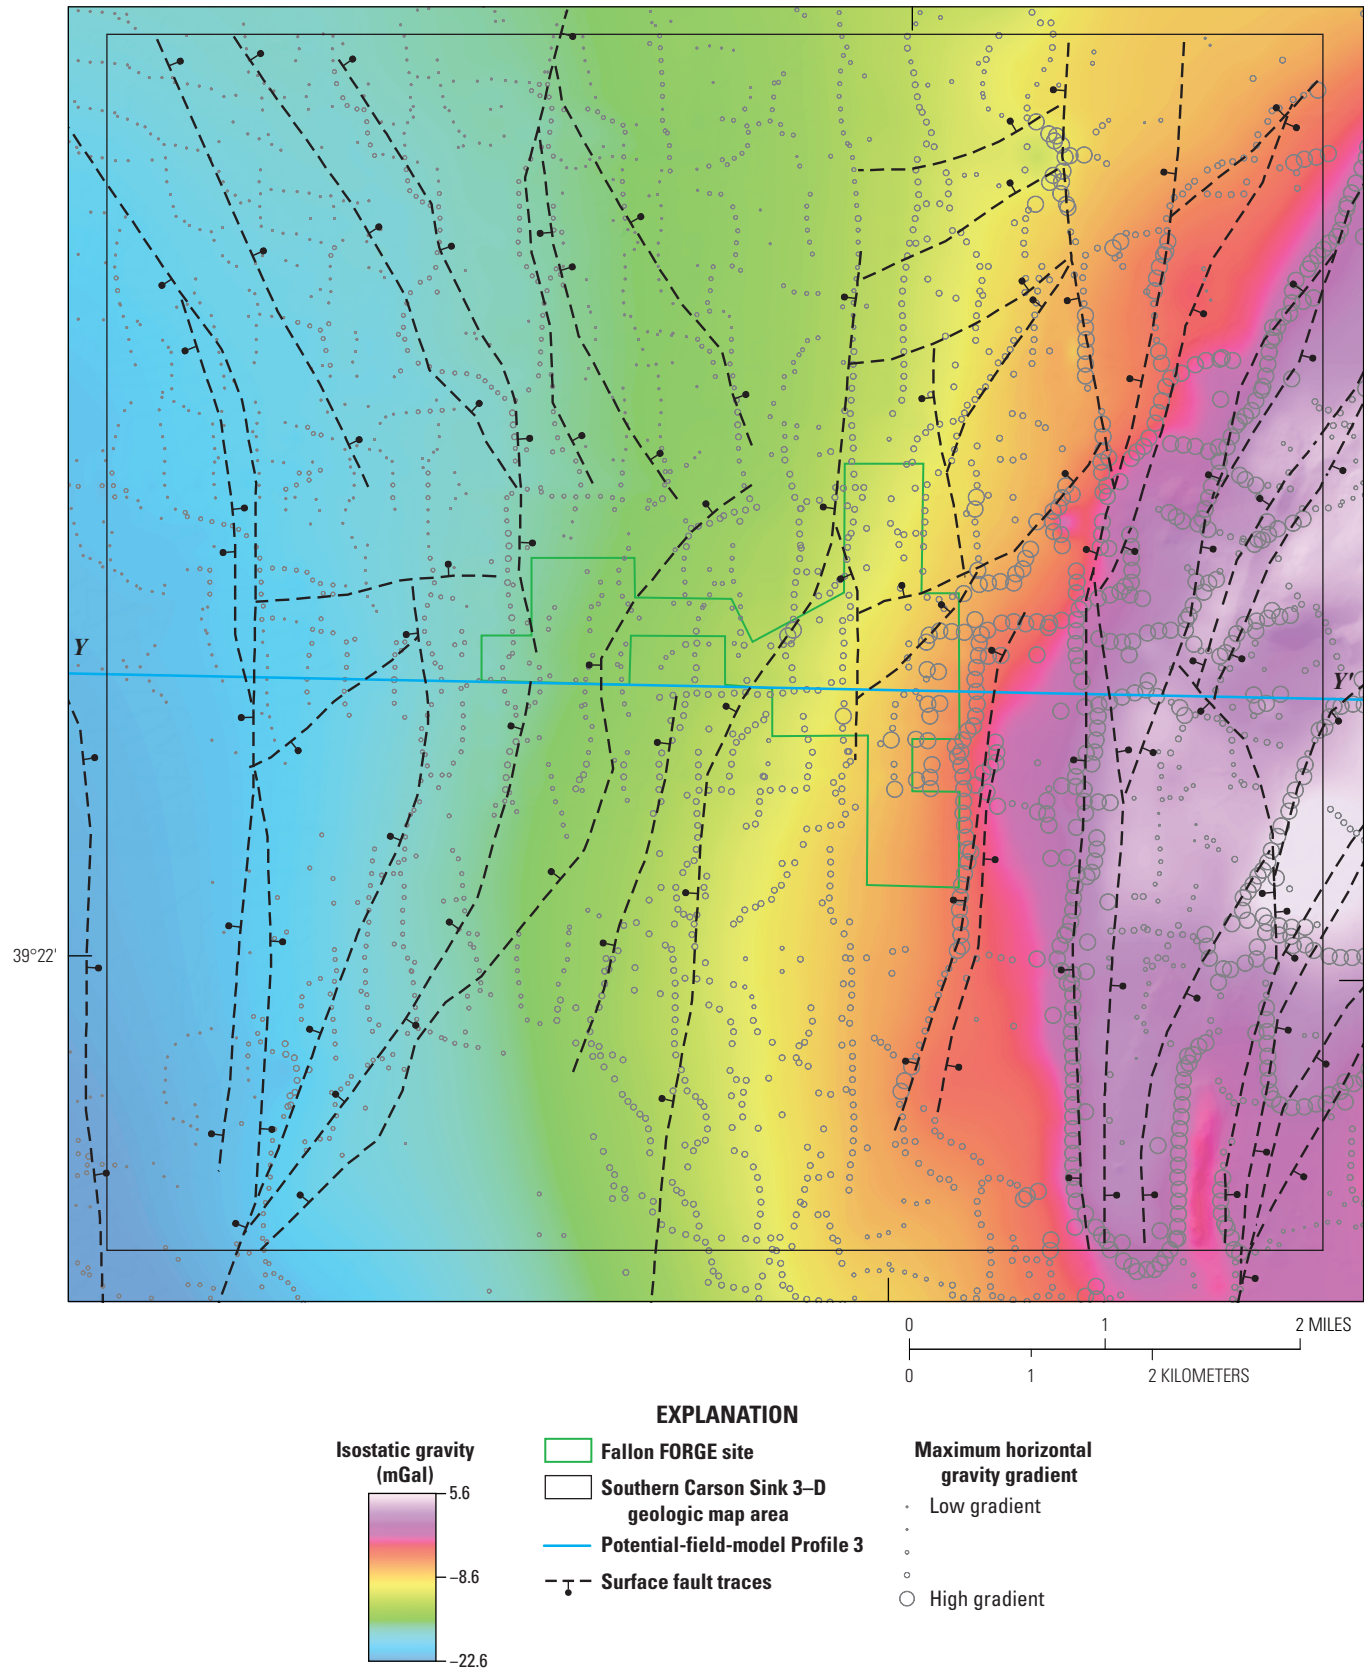 Y
Y'
39°22'
0 1 2 MILES
0 1 2 KILOMETERS
EXPLANATION
Isostatic gravity
(mGal)
5.6
−8.6
−22.6
Fallon FORGE site
Southern Carson Sink 3–D
geologic map area
Potential-field-model Profile 3
Surface fault traces
Maximum horizontal
gravity gradient
Low gradient
High gradient